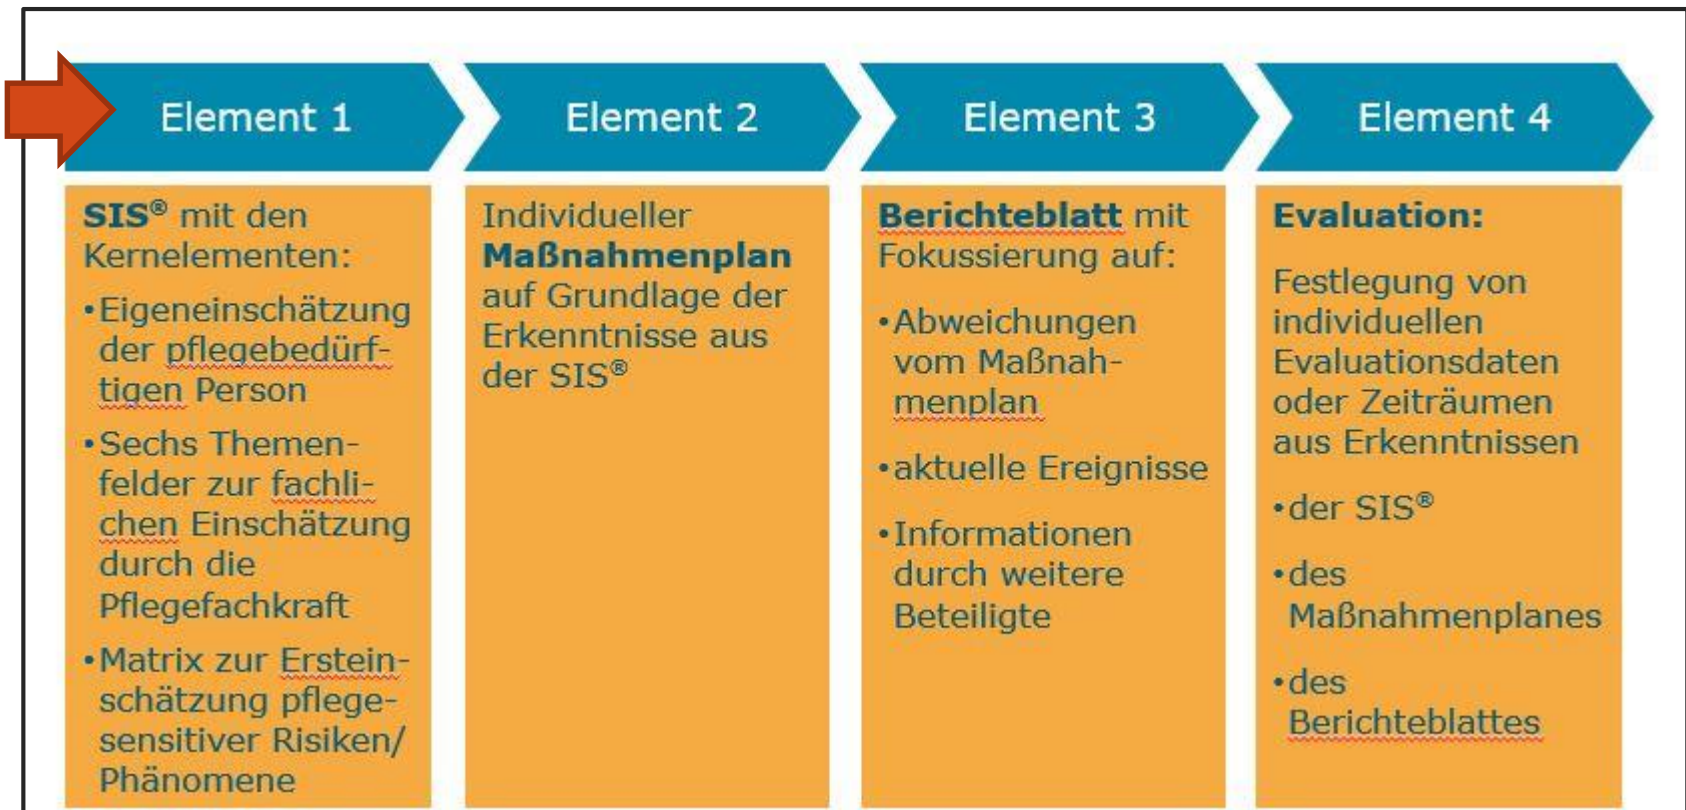 Element 1
Element 2
Element 3
Element 4
SIS® mit den
Kernelementen:
•Eigeneinschätzung
der pflegebedürf-
tigen Person
•Sechs Themen-
felder zur fachli-
chen Einschätzung
durch die
Pflegefachkraft
•Matrix zur Erstein-
schätzung pflege-
sensitiver Risiken/
Phänomene
Individueller
Maßnahmenplan
auf Grundlage der
Erkenntnisse aus
der SIS®
Berichteblatt mit
Fokussierung auf:
•Abweichungen
vom Maßnah-
menplan
•aktuelle Ereignisse
•Informationen
durch weitere
Beteiligte
Evaluation:
Festlegung von
individuellen
Evaluationsdaten
oder Zeiträumen
aus Erkenntnissen
•der SIS®
•des
Maßnahmenplanes
•des
Berichteblattes